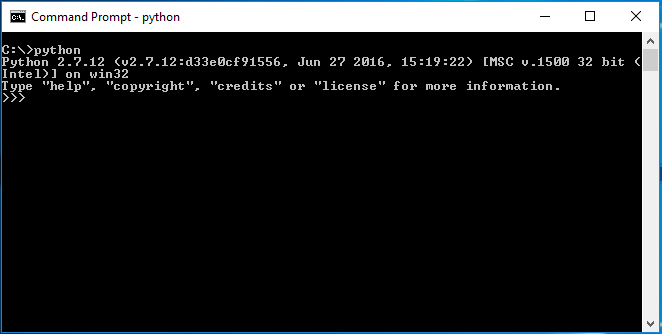 Command Prompt - python
C:\>python
Python 2.7.12 (v2.7.12:d33e0cf91556, Jun 27 2016, 15:19:22) [MSC v.1500 32 bit (
Intel)] on win32
Type "help", "copyright", "credits" or "license" for more information.
>>>